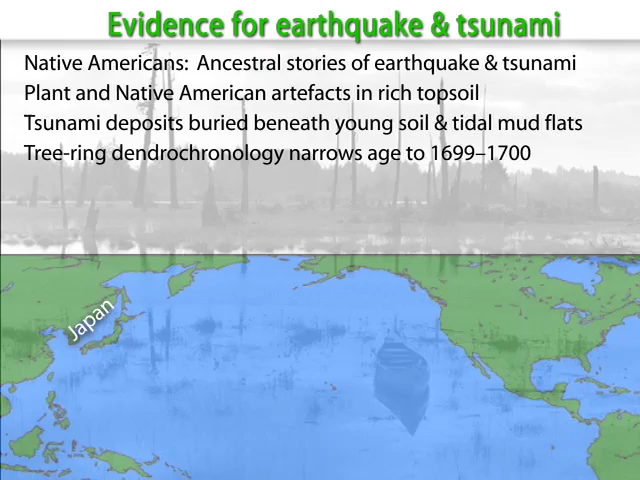 Evidence for earthquake & tsunami
Native Americans: Ancestral stories of earthquake & tsunami
Plant and Native American artefacts in rich topsoil
Tsunami deposits buried beneath young soil & tidal mud flats
Tree-ring dendrochronology narrows age to 1699–1700
Japan